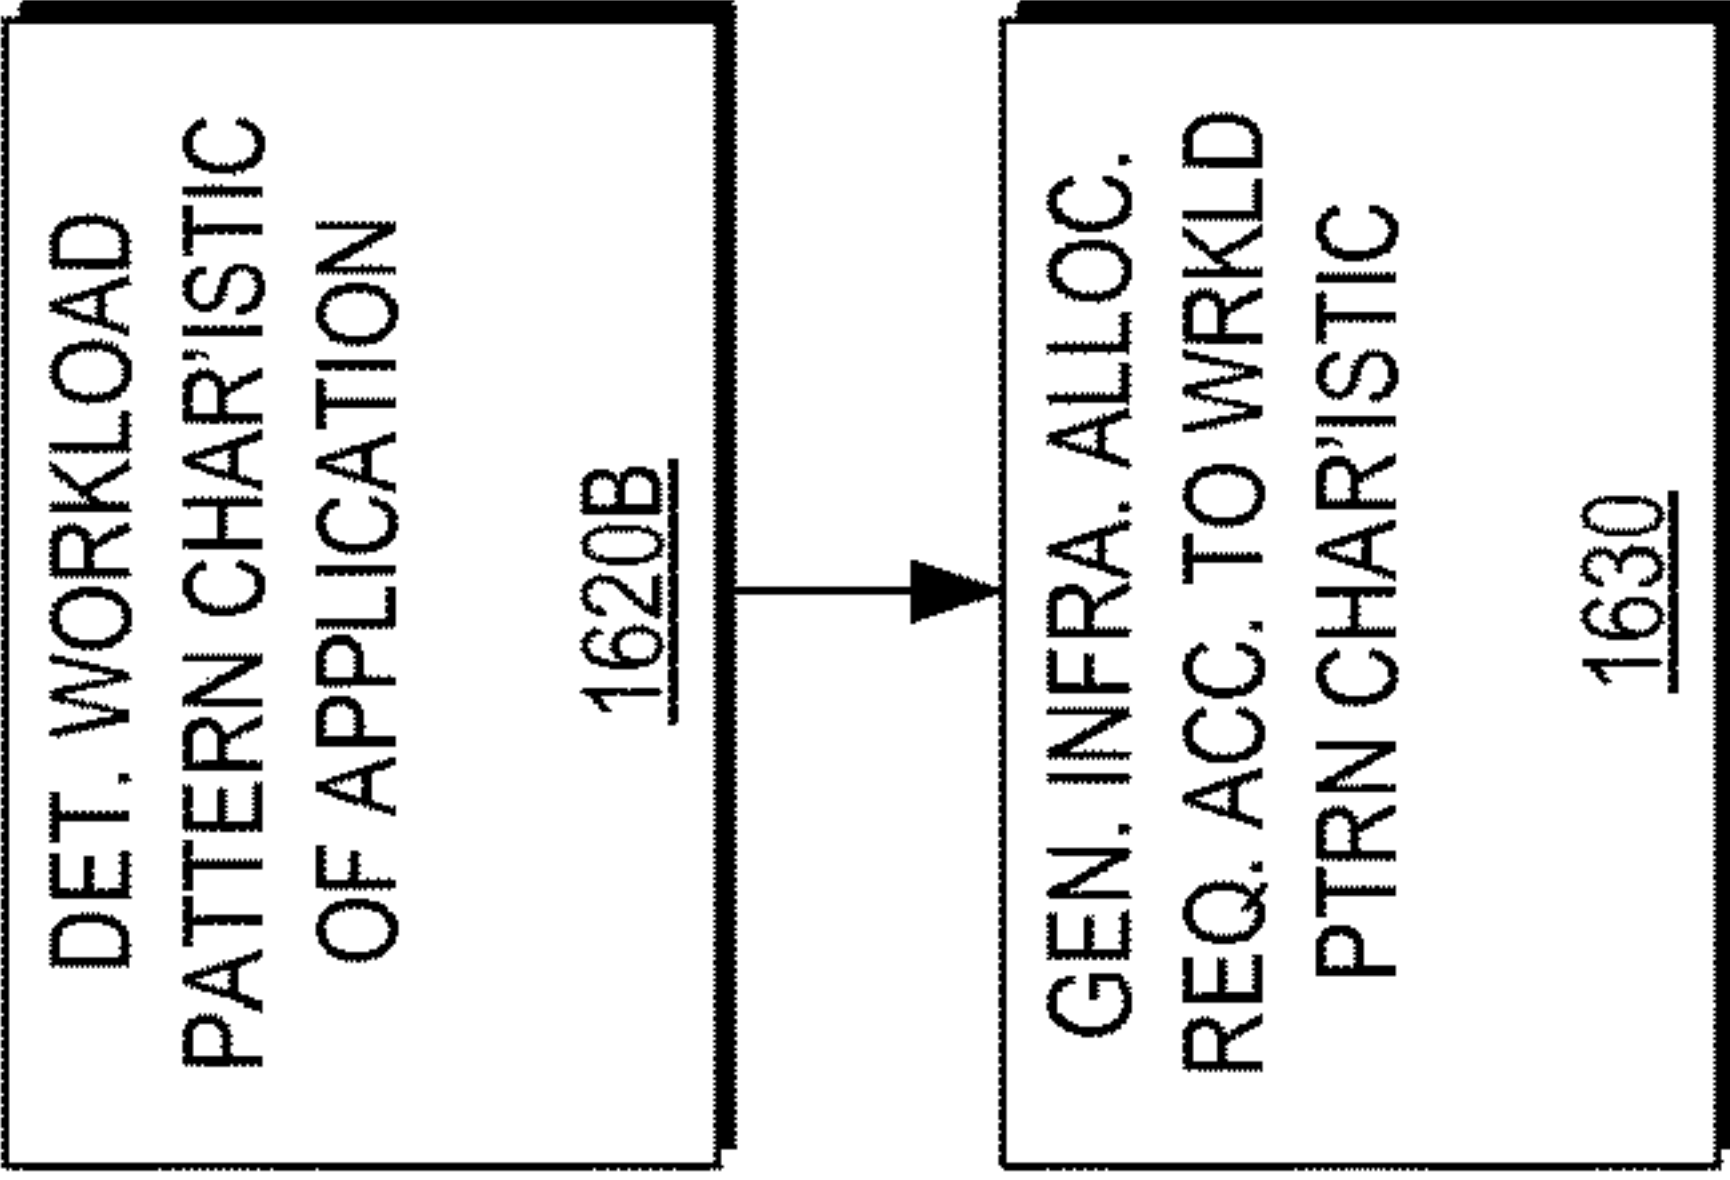 DET. WORKLOAD
PATTERN CHAR'ISTIC
OF APPLICATION
1620B
GEN. INFRA. ALLOC.
REQ. ACC. TO WRKLD
PTRN CHAR'ISTIC
1630